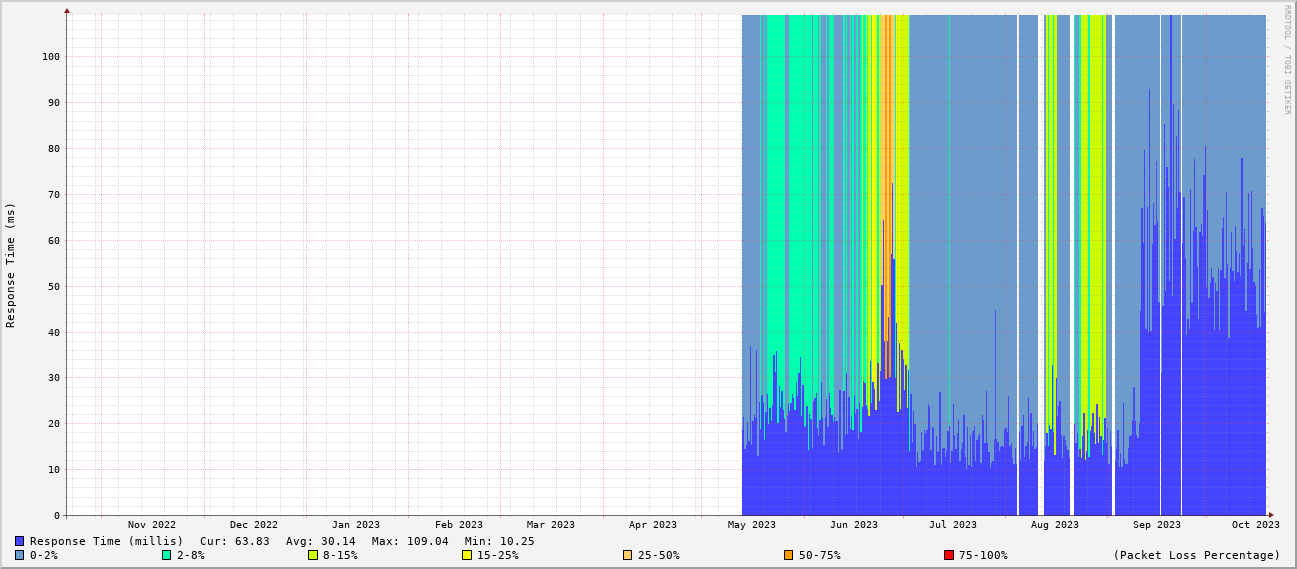 RRDTOOL / TOBI OETIKER
Response Time (ms)
100
90
80
70
60
50
40
30
20
10
0
Nov 2022 Dec 2022 Jan 2023 Feb 2023 Mar 2023 Apr 2023 May 2023 Jun 2023 Jul 2023 Aug 2023 Sep 2023 Oct 2023
Response Time (millis) Cur: 63.83 Avg: 30.14 Max: 109.04 Min: 10.25
0-2% 2-8% 8-15% 15-25% 25-50% 50-75% 75-100% (Packet Loss Percentage)